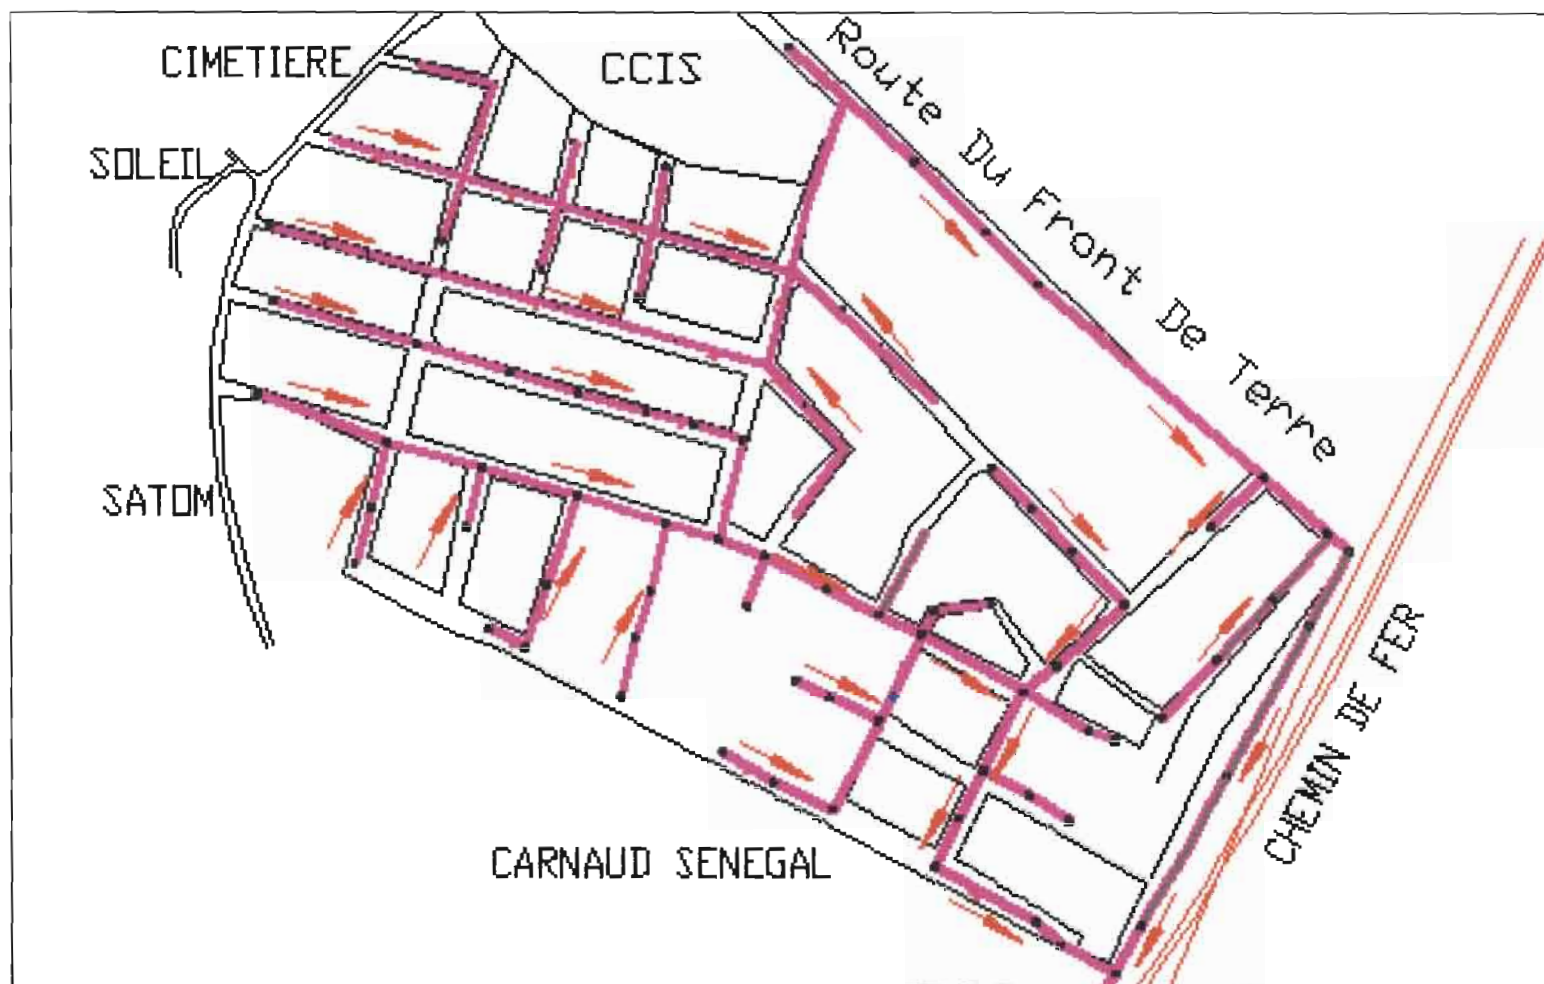 CIMETIERE
CCIS
Route Du Front De Terre
SOLEIL
SATOM
CHEMIN DE FER
CARNAUD SENEGAL